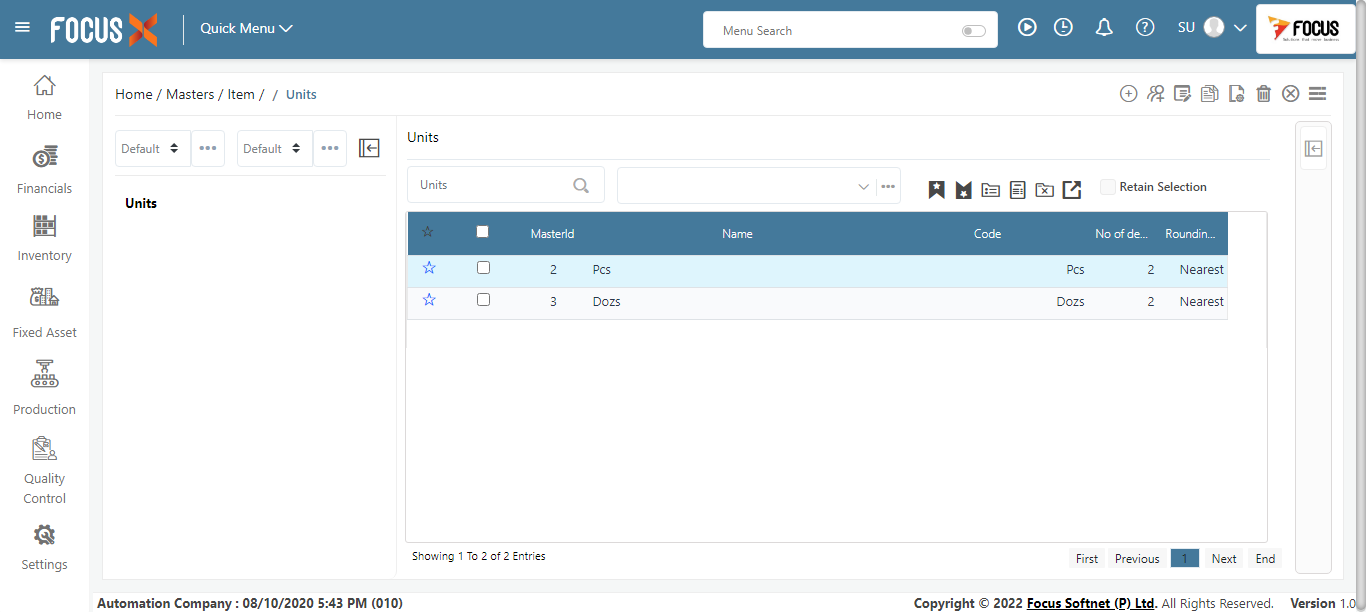 FOCUS X
Quick Menu
Menu Search
SU
FOCUS
Home
Financials
Inventory
Fixed Asset
Production
Quality
Control
Settings
Home / Masters / Item / / Units
Default
Default
Units
Units
Units
Retain Selection
MasterId Name Code No of de... Roundin...
2 Pcs Pcs 2 Nearest
3 Dozs Dozs 2 Nearest
Showing 1 To 2 of 2 Entries
First Previous 1 Next End
Automation Company : 08/10/2020 5:43 PM (010)
Copyright © 2022 Focus Softnet (P) Ltd. All Rights Reserved. Version 1.0